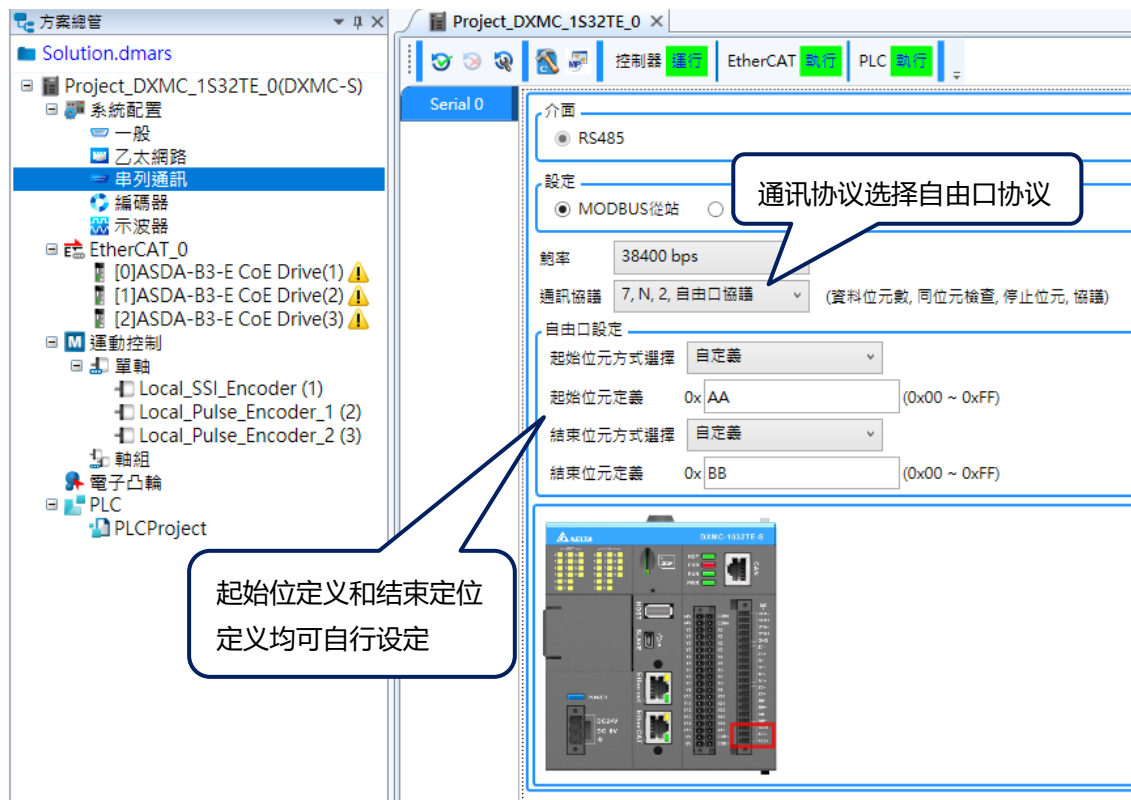 方案總管
Solution.dmars
Project_DXMC_1S32TE_0(DXMC-S)
系統配置
一般
乙太網路
串列通訊
編碼器
示波器
EtherCAT_0
[0]ASDA-B3-E CoE Drive(1)
[1]ASDA-B3-E CoE Drive(2)
[2]ASDA-B3-E CoE Drive(3)
運動控制
單軸
Local_SSI_Encoder (1)
Local_Pulse_Encoder_1 (2)
Local_Pulse_Encoder_2 (3)
軸組
電子凸輪
PLC
PLCProject
Project_DXMC_1S32TE_0
控制器 運行 EtherCAT 執行 PLC 執行
Serial 0
介面
RS485
設定
MODBUS從站
鮑率 38400 bps
通訊協議 7, N, 2, 自由口協議 (資料位元數, 同位元檢查, 停止位元, 協議)
自由口設定
起始位元方式選擇 自定義
起始位元定義 0x AA (0x00 ~ 0xFF)
結束位元方式選擇 自定義
結束位元定義 0x BB (0x00 ~ 0xFF)
通讯协议选择自由口协议
起始位定义和结束定位
定义均可自行设定
DELTA
DXMC-1032TE-S
CAN
HOST
Ethernet
EtherCAT
POWER
DC24V